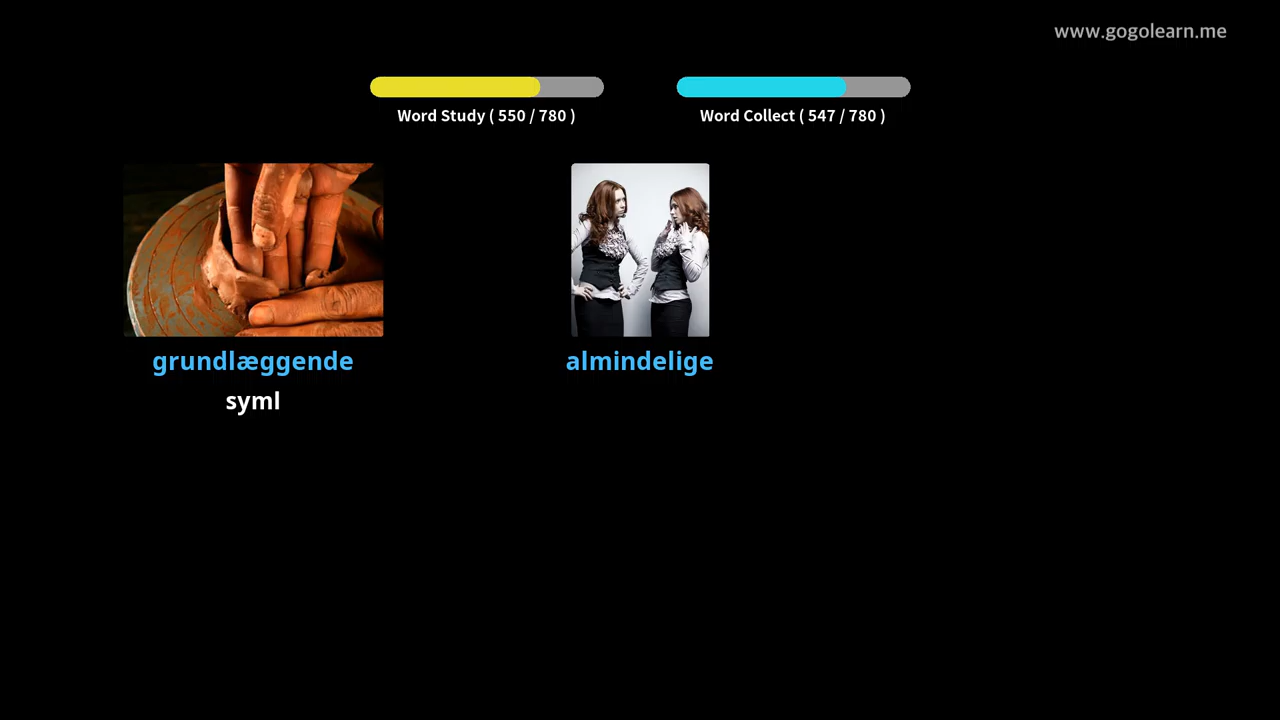 www.gogolearn.me
Word Study ( 550 / 780 )
Word Collect ( 547 / 780 )
grundlæggende
almindelige
syml